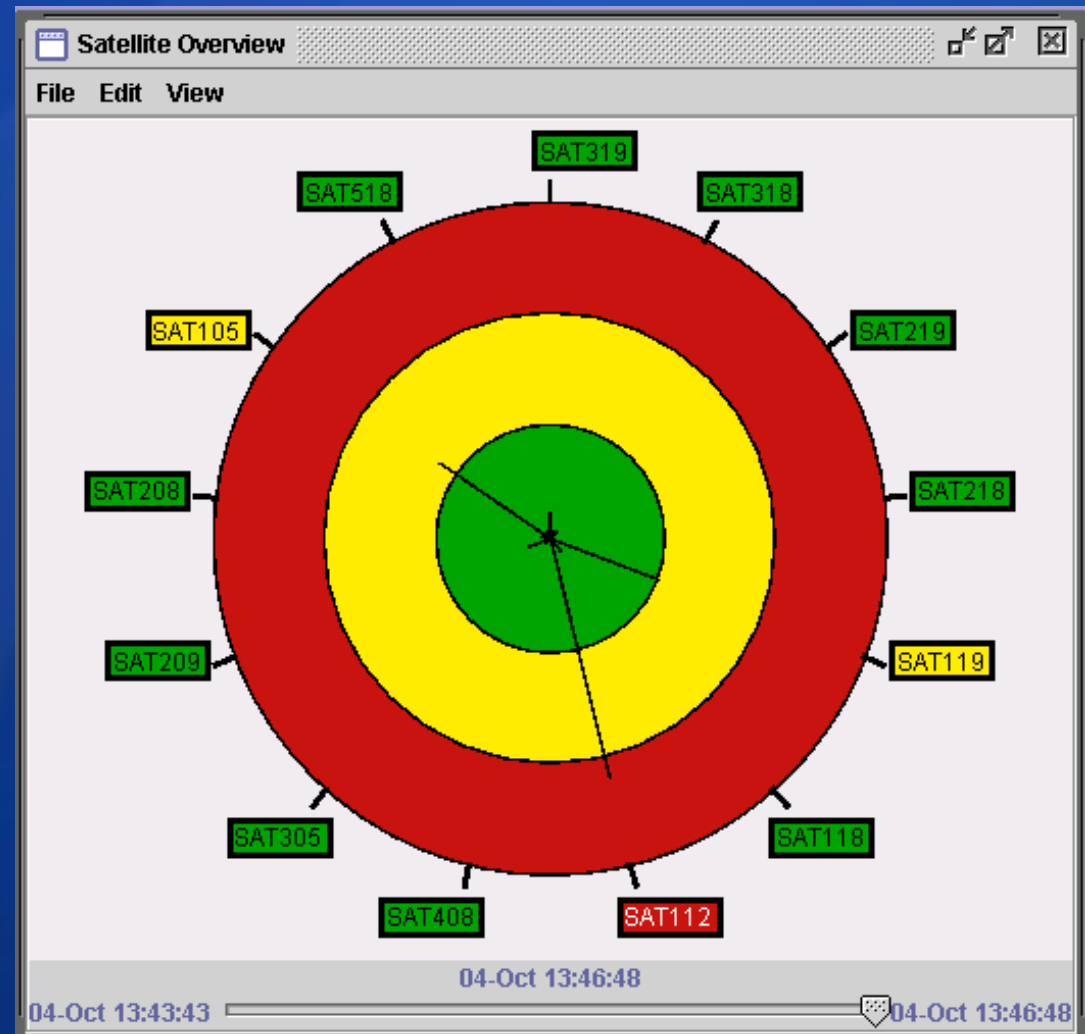 Satellite Overview
File Edit View
SAT319
SAT518
SAT318
SAT105
SAT219
SAT208
SAT218
SAT209
SAT119
SAT305
SAT118
SAT408
SAT112
04-Oct 13:46:48
04-Oct 13:43:43
04-Oct 13:46:48